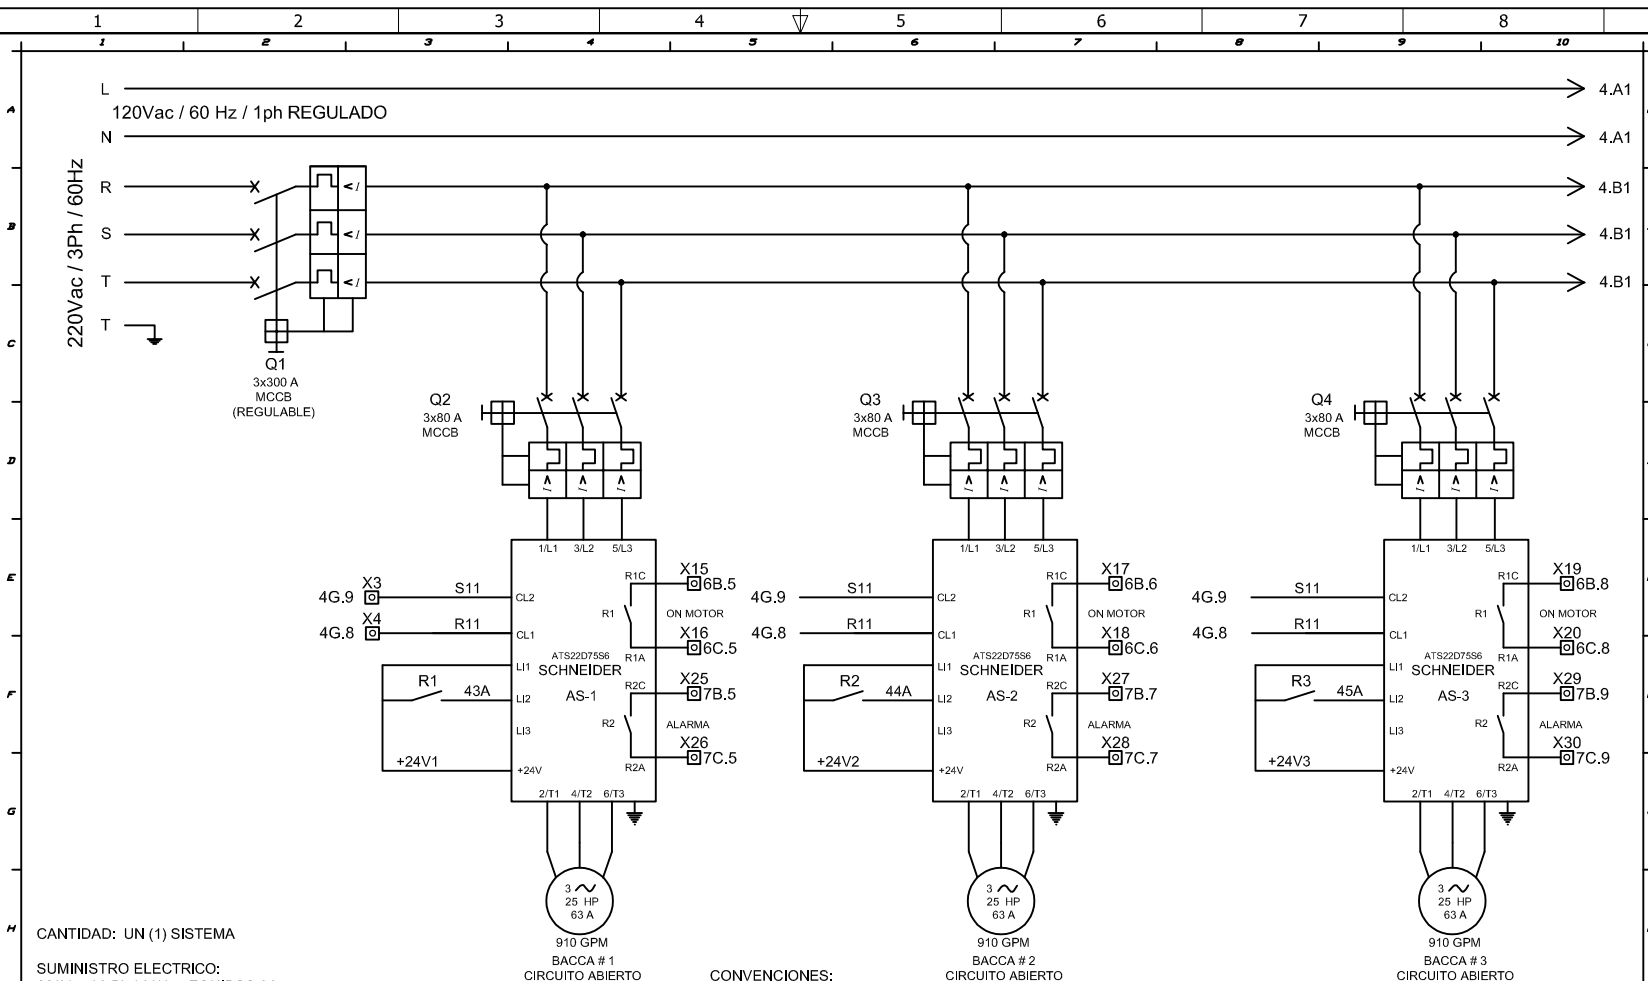 1 2 3 4 5 6 7 8
1 2 3 4 5 6 7 8 9 10
A
B
C
D
E
F
G
H
L 4.A1
120Vac / 60 Hz / 1ph REGULADO
N 4.A1
220Vac / 3Ph / 60Hz
R < I 4.B1
S < I 4.B1
T < I 4.B1
T
Q1
3x300 A
MCCB
(REGULABLE)
Q2
3x80 A
MCCB
< I < I < I
1/L1 3/L2 5/L3
4G.9 X3 S11 CL2
4G.8 X4 R11 CL1
LI1
R1 43A LI2
LI3
+24V1 +24V
ATS22D75S6
SCHNEIDER
AS-1
R1C X15 6B.5
R1 ON MOTOR
R1A X16 6C.5
R2C X25 7B.5
R2 ALARMA
R2A X26 7C.5
2/T1 4/T2 6/T3
3
25 HP
63 A
910 GPM
BACCA # 1
CIRCUITO ABIERTO
Q3
3x80 A
MCCB
< I < I < I
1/L1 3/L2 5/L3
4G.9 S11 CL2
4G.8 R11 CL1
LI1
R2 44A LI2
LI3
+24V2 +24V
ATS22D75S6
SCHNEIDER
AS-2
R1C X17 6B.6
R1 ON MOTOR
R1A X18 6C.6
R2C X27 7B.7
R2 ALARMA
R2A X28 7C.7
2/T1 4/T2 6/T3
3
25 HP
63 A
910 GPM
BACCA # 2
CIRCUITO ABIERTO
Q4
3x80 A
MCCB
< I < I < I
1/L1 3/L2 5/L3
4G.9 S11 CL2
4G.8 R11 CL1
LI1
R3 45A LI2
LI3
+24V3 +24V
ATS22D75S6
SCHNEIDER
AS-3
R1C X19 6B.8
R1 ON MOTOR
R1A X20 6C.8
R2C X29 7B.9
R2 ALARMA
R2A X30 7C.9
2/T1 4/T2 6/T3
3
25 HP
63 A
910 GPM
BACCA # 3
CIRCUITO ABIERTO
CANTIDAD: UN (1) SISTEMA
SUMINISTRO ELECTRICO:
CONVENCIONES: